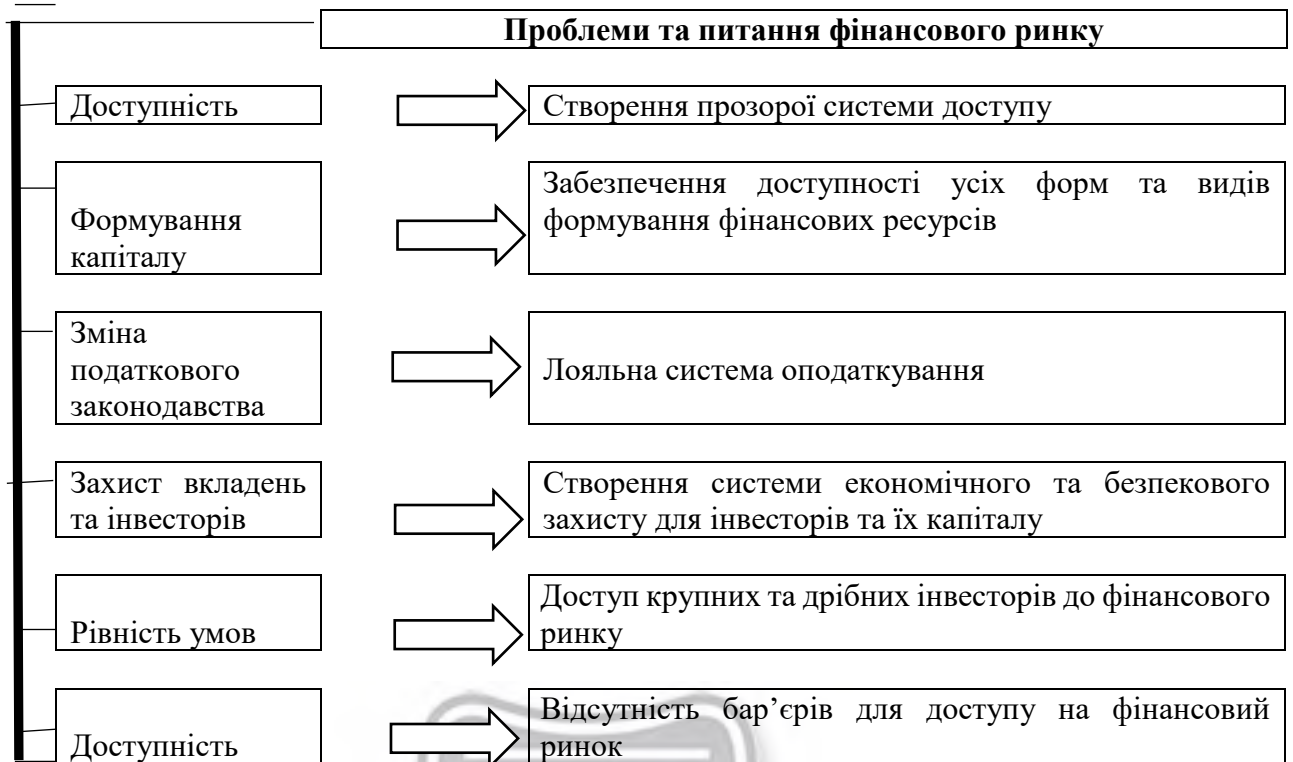 Проблеми та питання фінансового ринку
Доступність
Створення прозорої системи доступу
Формування
капіталу
Забезпечення доступності усіх форм та видів
формування фінансових ресурсів
Зміна
податкового
законодавства
Лояльна система оподаткування
Захист вкладень
та інвесторів
Створення системи економічного та безпекового
захисту для інвесторів та їх капіталу
Рівність умов
Доступ крупних та дрібних інвесторів до фінансового
ринку
Доступність
Відсутність бар’єрів для доступу на фінансовий
ринок